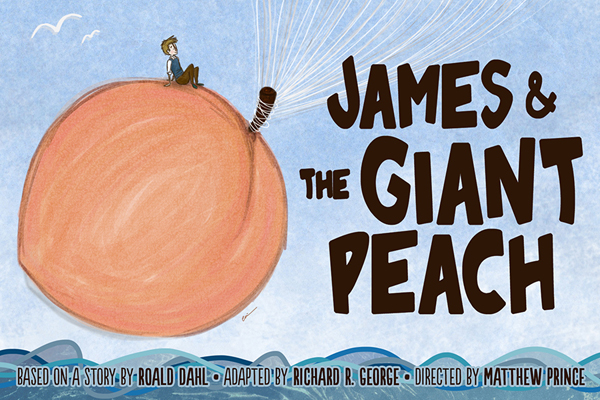 JAMES &
THE GIANT
PEACH
BASED ON A STORY BY ROALD DAHL • ADAPTED BY RICHARD R. GEORGE • DIRECTED BY MATTHEW PRINCE